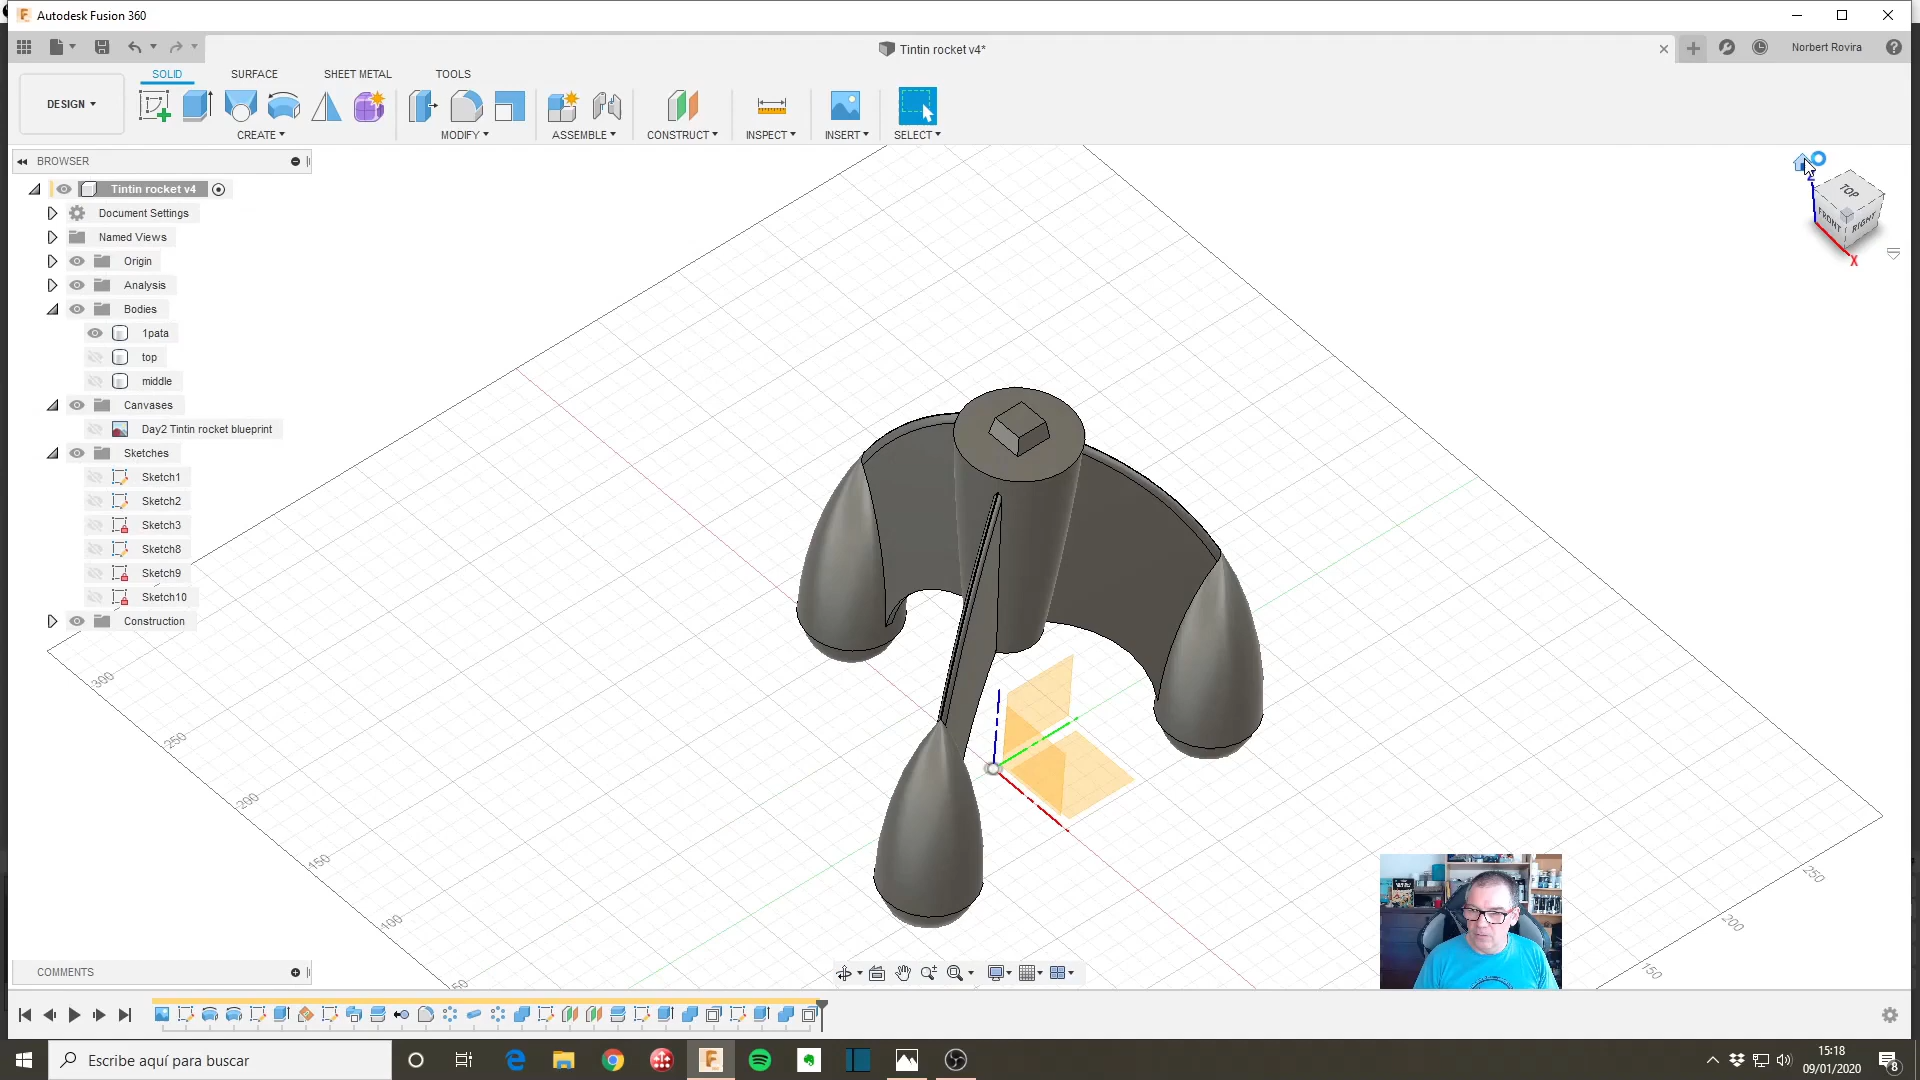 Autodesk Fusion 360
Tintin rocket v4*
Norbert Rovira
SOLID SURFACE SHEET METAL TOOLS
DESIGN
CREATE MODIFY ASSEMBLE CONSTRUCT INSPECT INSERT SELECT
BROWSER
Tintin rocket v4
Document Settings
Named Views
Origin
Analysis
Bodies
1pata
top
middle
Canvases
Day2 Tintin rocket blueprint
Sketches
Sketch1
Sketch2
Sketch3
Sketch8
Sketch9
Sketch10
Construction
Z
TOP
FRONT RIGHT
X
300
250
200
150
100
50
250
200
150
COMMENTS
Escribe aquí para buscar
15:18
09/01/2020
8